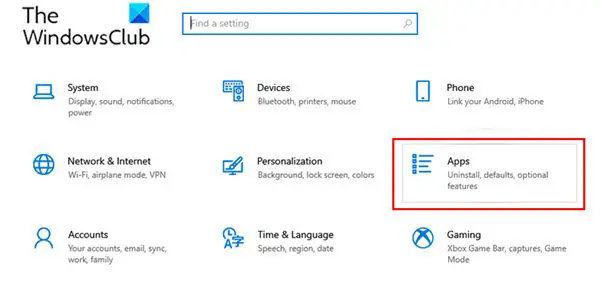 The
WindowsClub
Find a setting
System
Display, sound, notifications,
power
Devices
Bluetooth, printers, mouse
Phone
Link your Android, iPhone
Network & Internet
Wi-Fi, airplane mode, VPN
Personalization
Background, lock screen, colors
Apps
Uninstall, defaults, optional
features
Accounts
Your accounts, email, sync,
work, family
Time & Language
Speech, region, date
Gaming
Xbox Game Bar, captures, Game
Mode